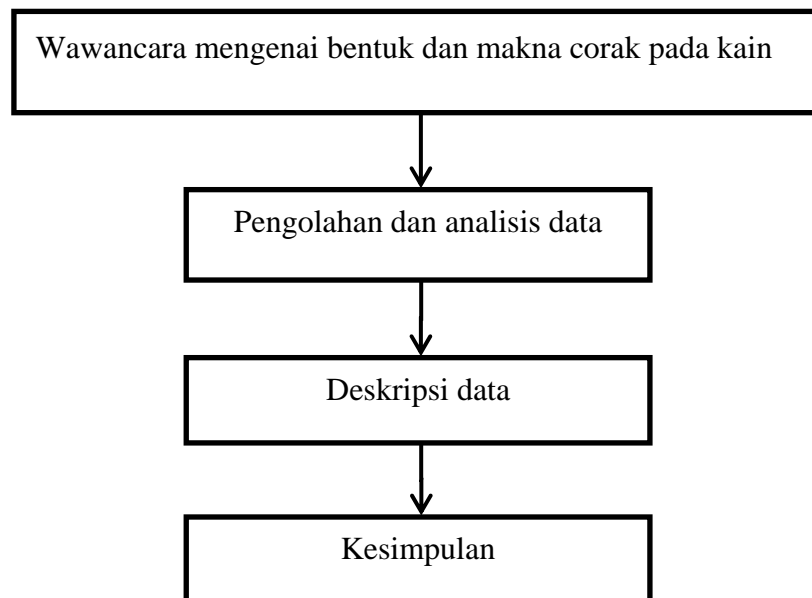 Wawancara mengenai bentuk dan makna corak pada kain
Pengolahan dan analisis data
Deskripsi data
Kesimpulan